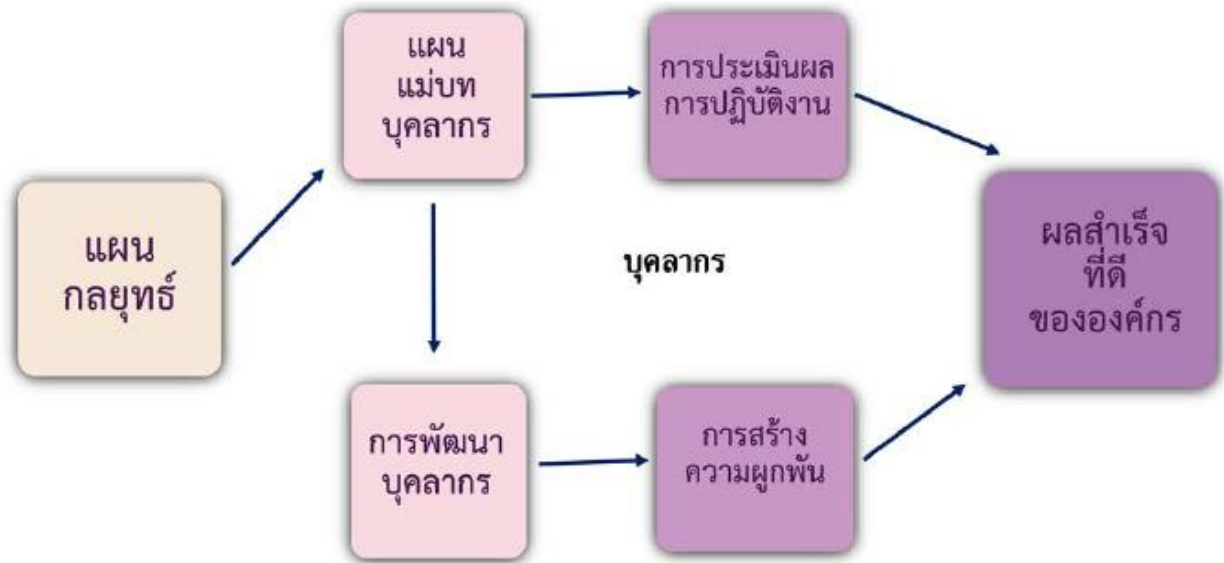 แผน
กลยุทธ์
แผน
แม่บท
บุคลากร
การประเมินผล
การปฏิบัติงาน
บุคลากร
การพัฒนา
บุคลากร
การสร้าง
ความผูกพัน
ผลสำเร็จ
ที่ดี
ขององค์กร